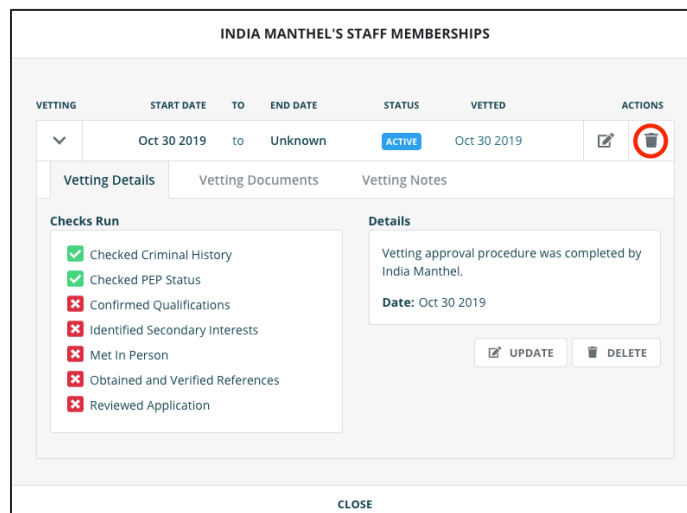 INDIA MANTHEL'S STAFF MEMBERSHIPS
VETTING START DATE TO END DATE STATUS VETTED ACTIONS
Oct 30 2019 to Unknown ACTIVE Oct 30 2019
Vetting Details Vetting Documents Vetting Notes
Checks Run
Checked Criminal History
Checked PEP Status
Confirmed Qualifications
Identified Secondary Interests
Met In Person
Obtained and Verified References
Reviewed Application
Details
Vetting approval procedure was completed by
India Manthel.
Date: Oct 30 2019
UPDATE DELETE
CLOSE